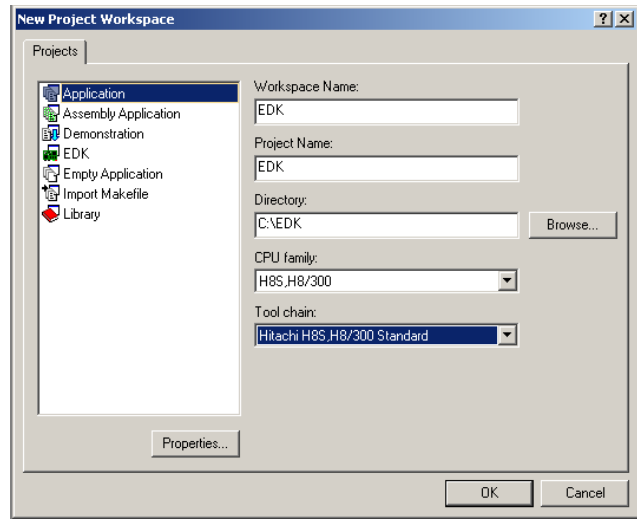 New Project Workspace
Projects
Application
Assembly Application
Demonstration
EDK
Empty Application
Import Makefile
Library
Properties...
Workspace Name:
EDK
Project Name:
EDK
Directory:
C:\EDK
Browse...
CPU family:
H8S,H8/300
Tool chain:
Hitachi H8S,H8/300 Standard
OK
Cancel